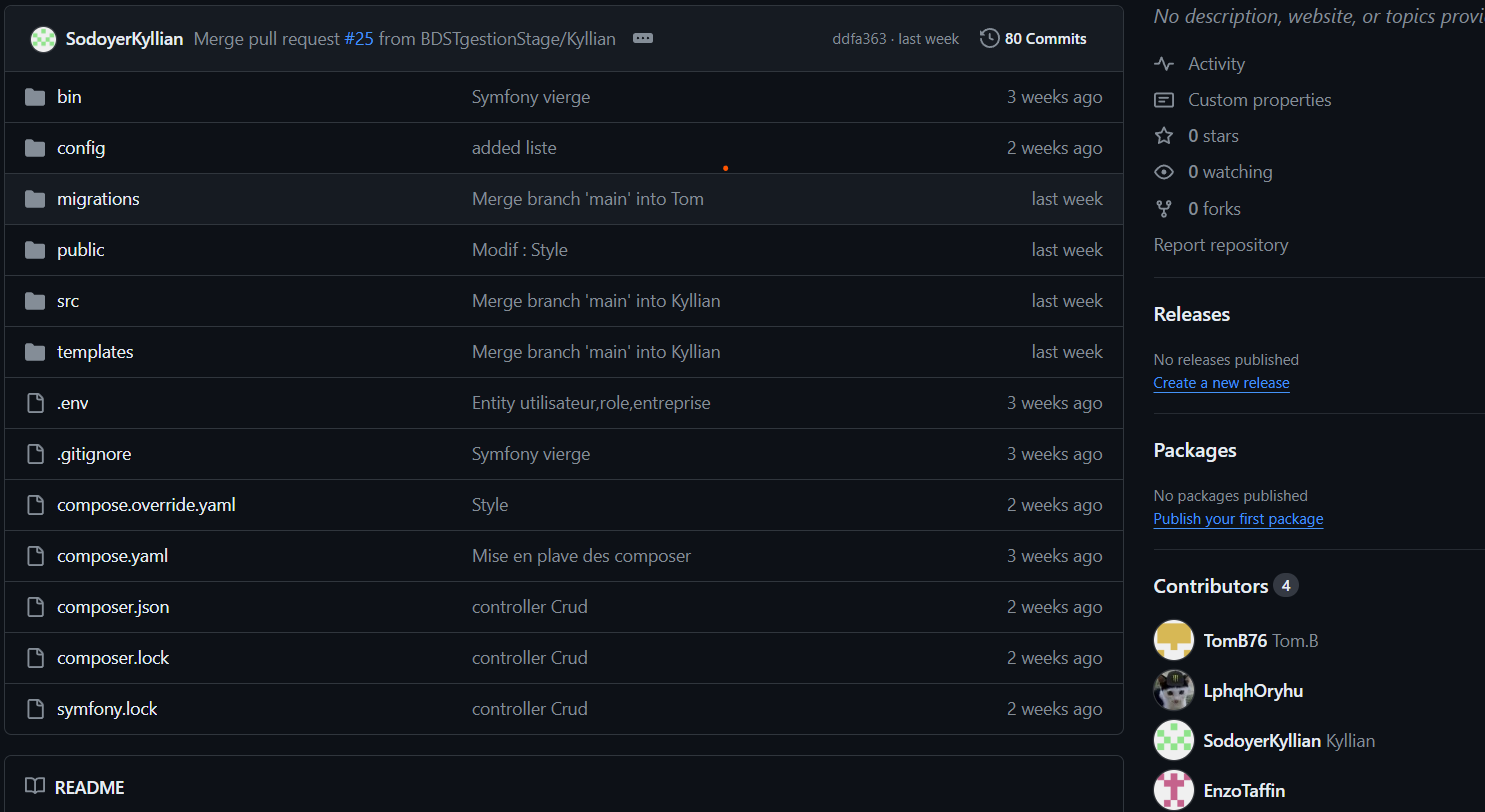 SodoyerKyllian Merge pull request #25 from BDSTgestionStage/Kyllian ddfa363 · last week 80 Commits
bin Symfony vierge 3 weeks ago
config added liste 2 weeks ago
migrations Merge branch 'main' into Tom last week
public Modif : Style last week
src Merge branch 'main' into Kyllian last week
templates Merge branch 'main' into Kyllian last week
.env Entity utilisateur,role,entreprise 3 weeks ago
.gitignore Symfony vierge 3 weeks ago
compose.override.yaml Style 2 weeks ago
compose.yaml Mise en plave des composer 3 weeks ago
composer.json controller Crud 2 weeks ago
composer.lock controller Crud 2 weeks ago
symfony.lock controller Crud 2 weeks ago
README
No description, website, or topics provi
Activity
Custom properties
0 stars
0 watching
0 forks
Report repository
Releases
No releases published
Create a new release
Packages
No packages published
Publish your first package
Contributors 4
TomB76 Tom.B
LphqhOryhu
SodoyerKyllian Kyllian
EnzoTaffin